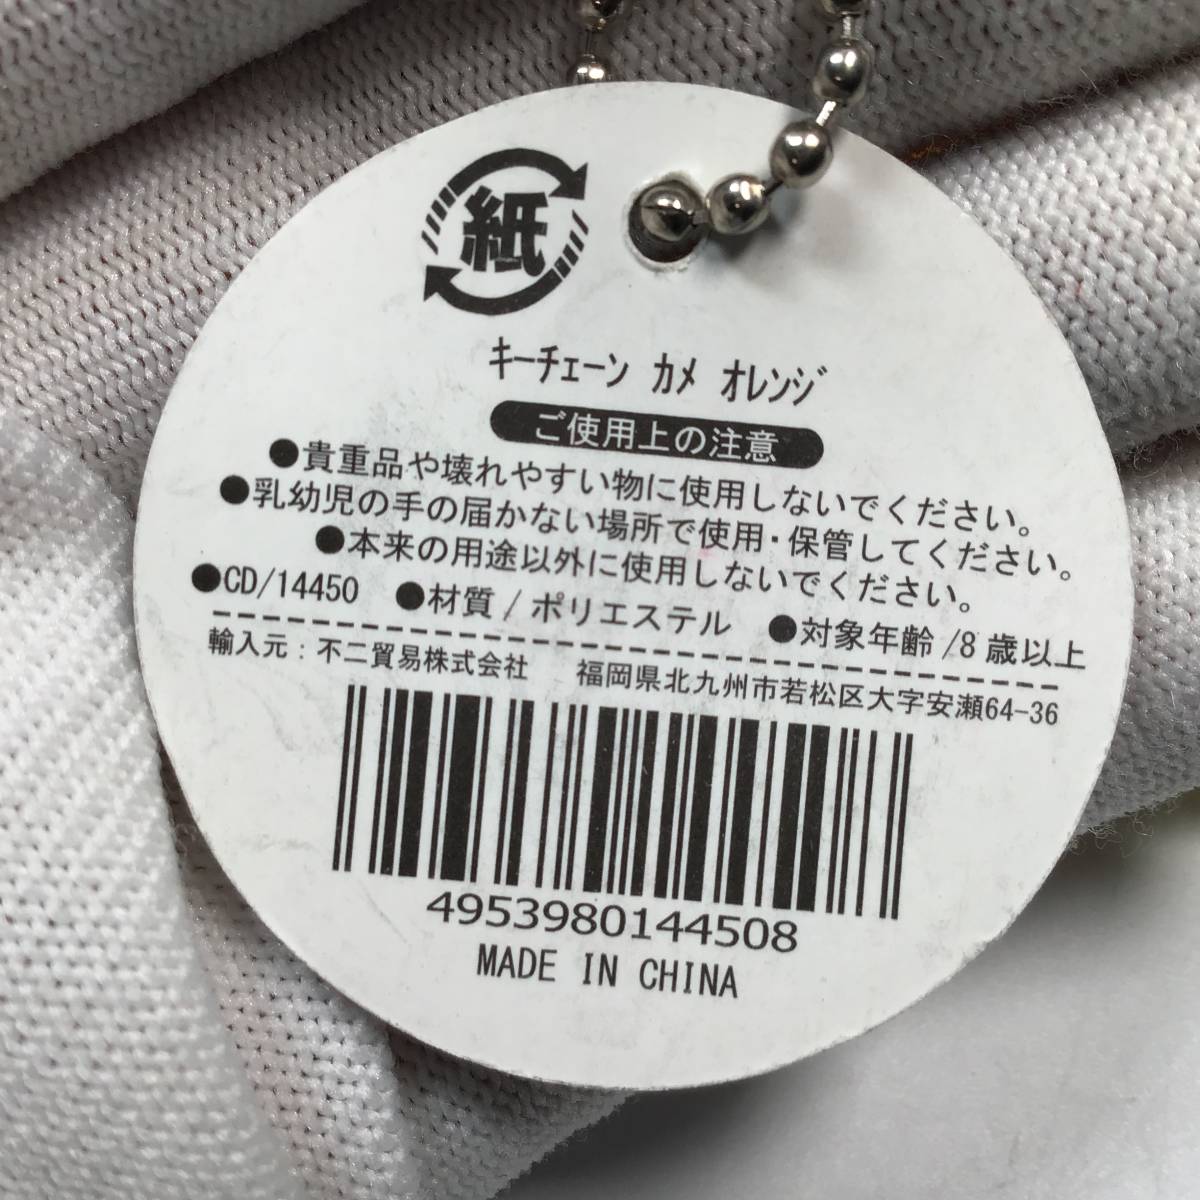 紙
ｷｰﾁｪｰﾝ ｶﾒ ｵﾚﾝｼﾞ
ご使用上の注意
●貴重品や壊れやすい物に使用しないでください。
●乳幼児の手の届かない場所で使用・保管してください。
●本来の用途以外に使用しないでください。
●CD/14450 ●材質/ポリエステル ●対象年齢/8歳以上
輸入元：不二貿易株式会社 福岡県北九州市若松区大字安瀬64-36
4953980144508
MADE IN CHINA